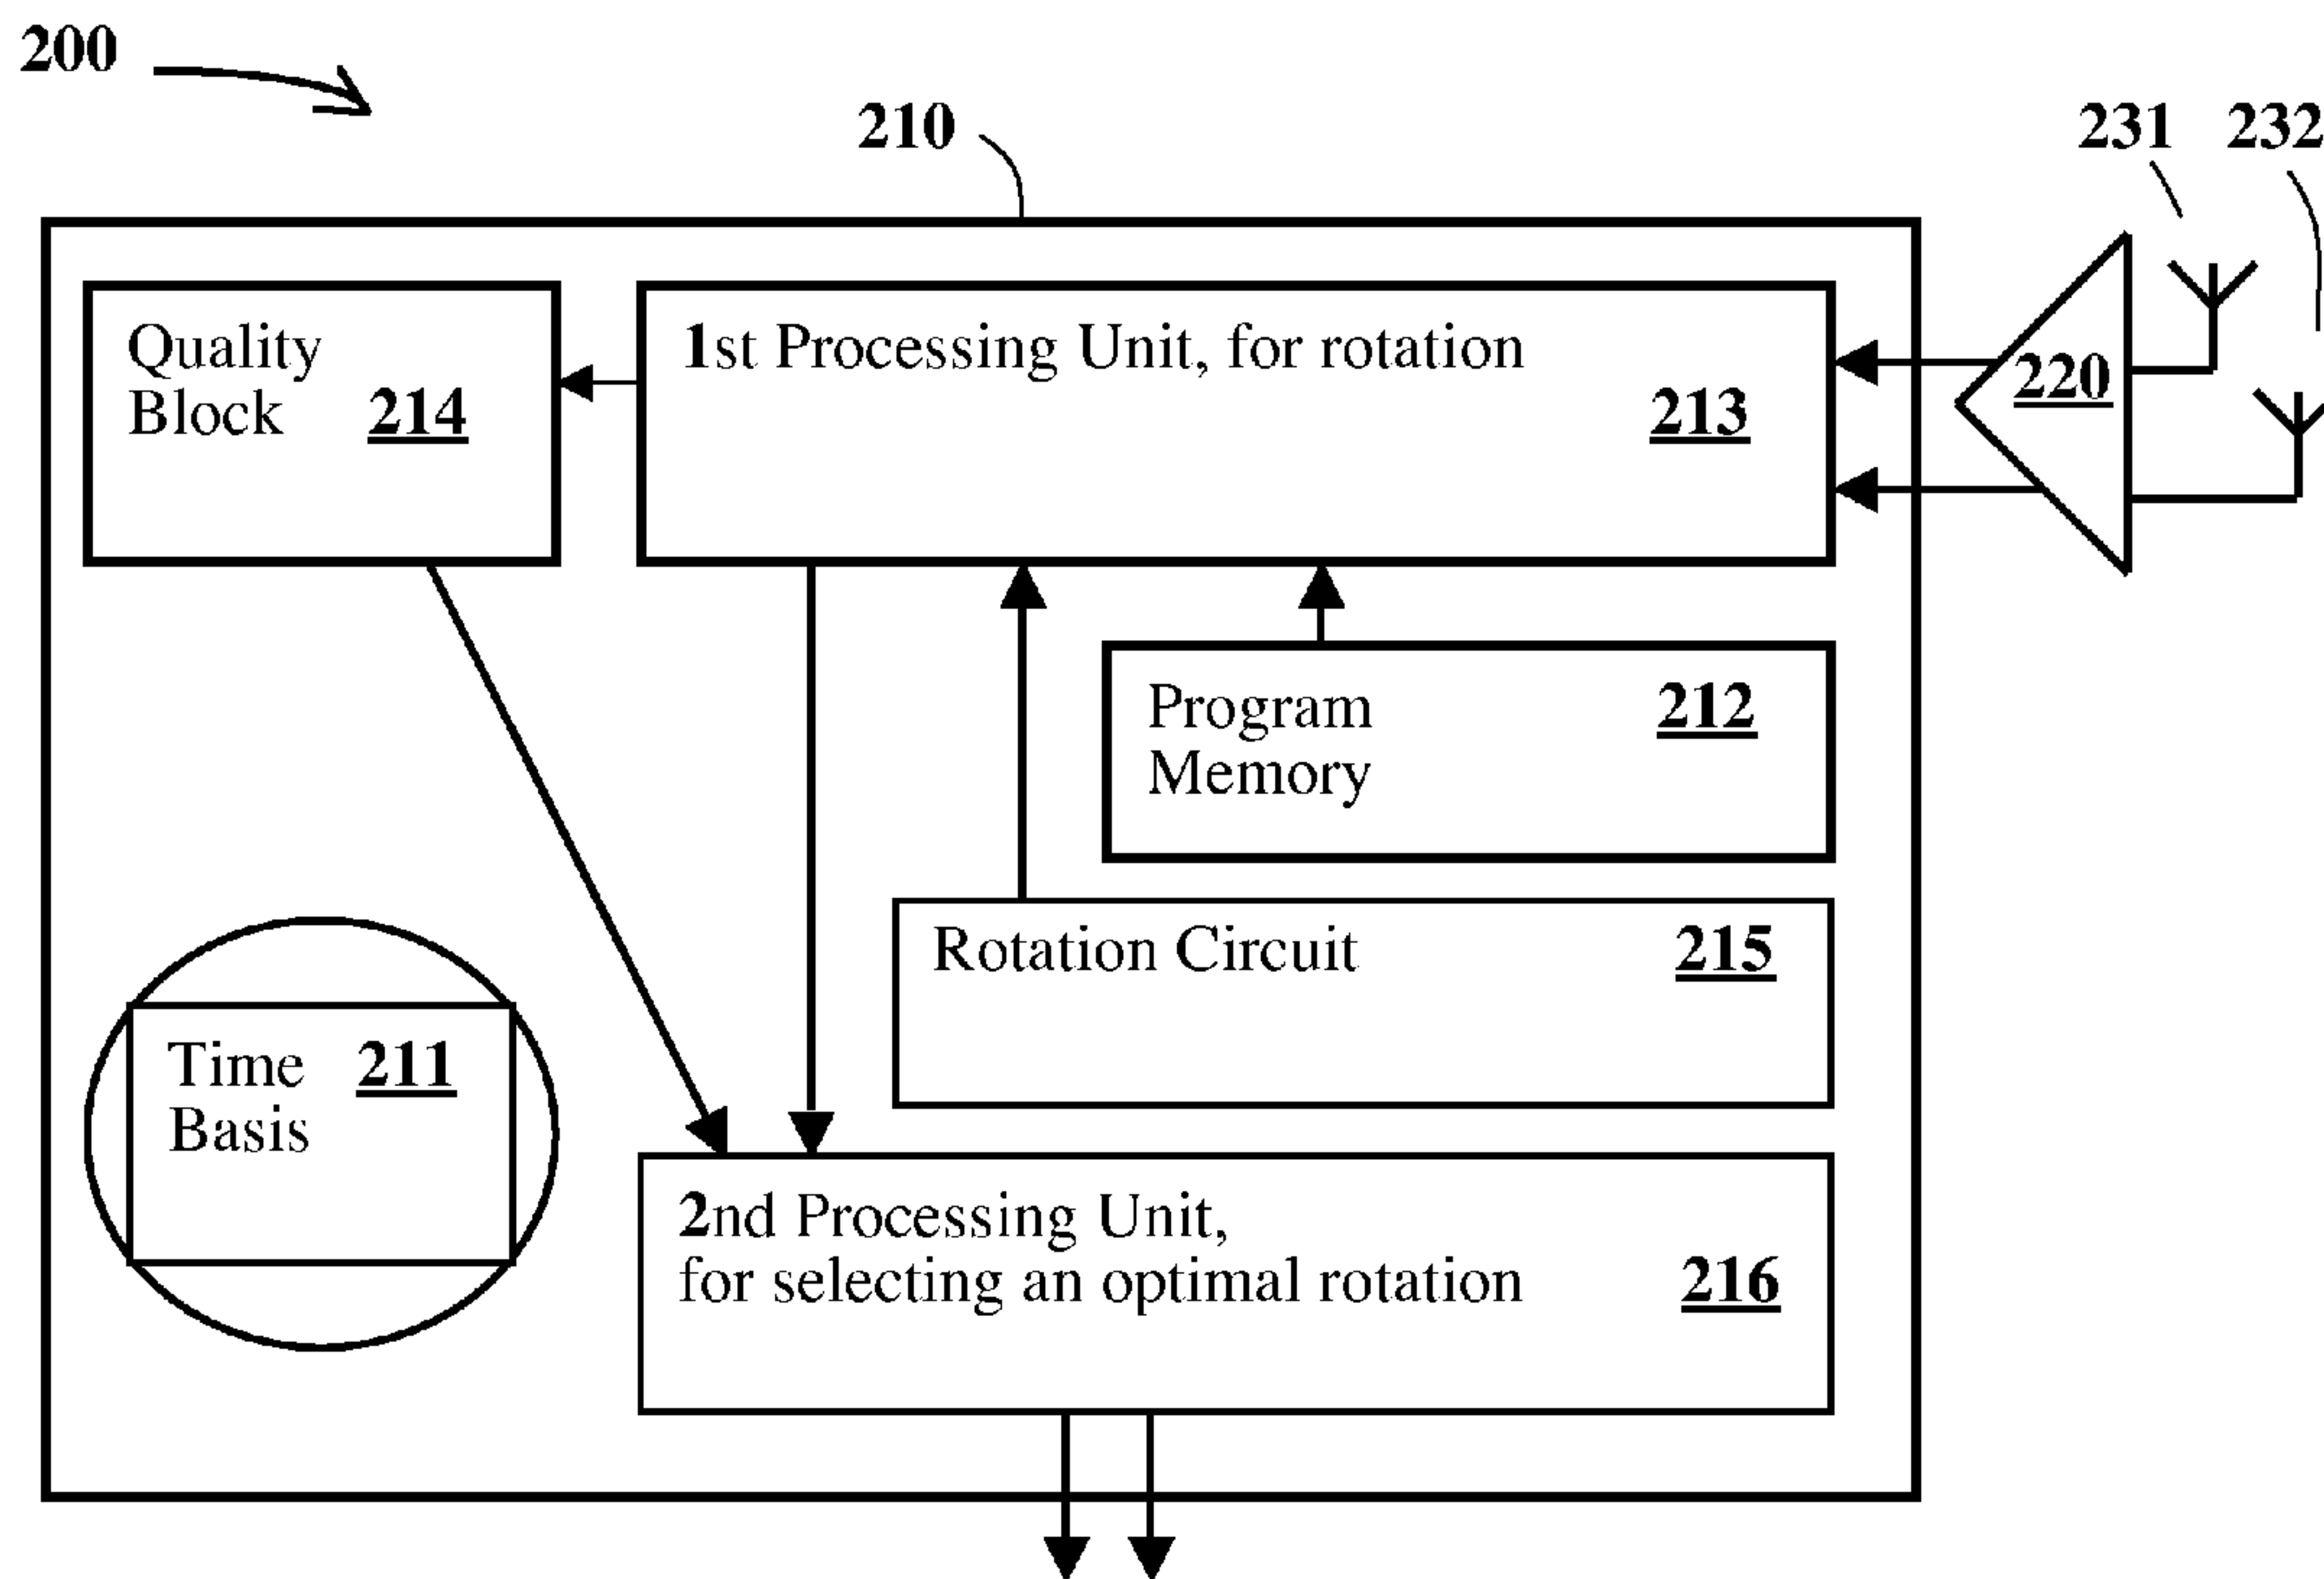 200
210
231 232
Quality
Block 214
1st Processing Unit, for rotation
213
220
Program 212
Memory
Rotation Circuit 215
Time 211
Basis
2nd Processing Unit,
for selecting an optimal rotation 216